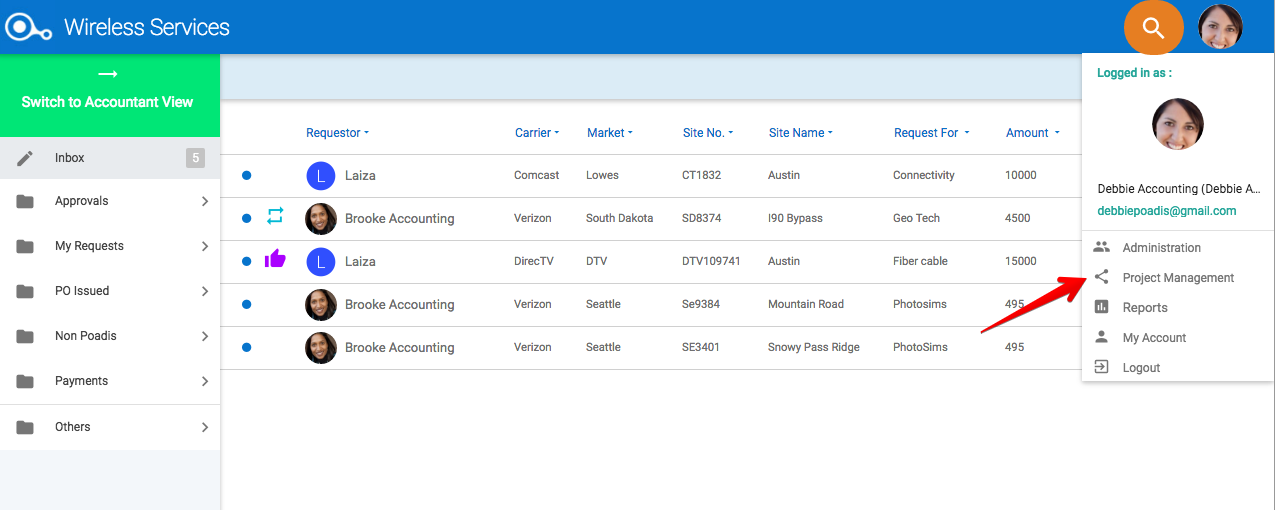 Wireless Services
Switch to Accountant View
Inbox 5
Approvals
My Requests
PO Issued
Non Poadis
Payments
Others
Requestor Carrier Market Site No. Site Name Request For Amount
L Laiza Comcast Lowes CT1832 Austin Connectivity 10000
Brooke Accounting Verizon South Dakota SD8374 I90 Bypass Geo Tech 4500
L Laiza DirecTV DTV DTV109741 Austin Fiber cable 15000
Brooke Accounting Verizon Seattle Se9384 Mountain Road Photosims 495
Brooke Accounting Verizon Seattle SE3401 Snowy Pass Ridge PhotoSims 495
Logged in as :
Debbie Accounting (Debbie A...
debbiepoadis@gmail.com
Administration
Project Management
Reports
My Account
Logout